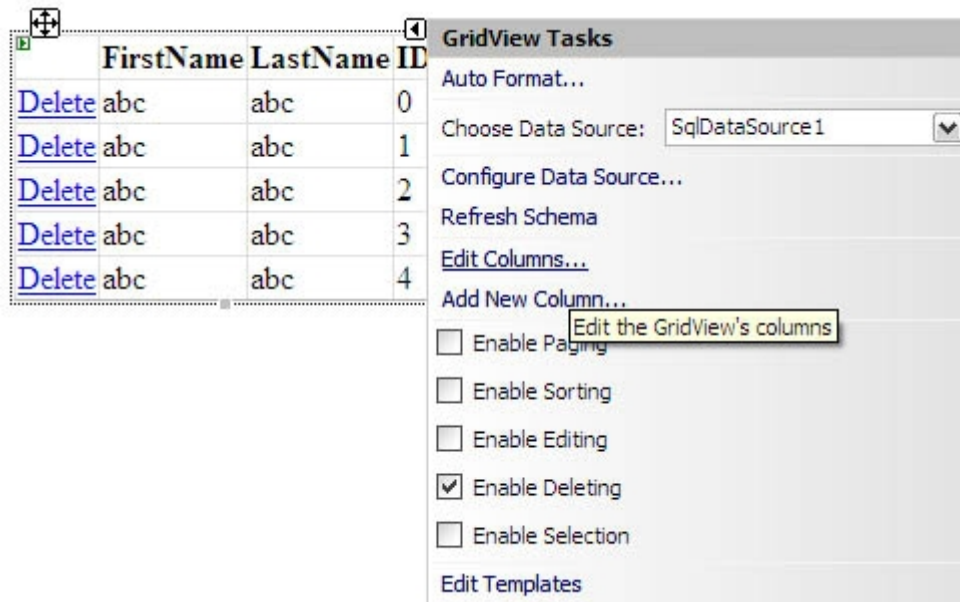 FirstName LastName ID
Delete abc abc 0
Delete abc abc 1
Delete abc abc 2
Delete abc abc 3
Delete abc abc 4
GridView Tasks
Auto Format...
Choose Data Source: SqlDataSource1
Configure Data Source...
Refresh Schema
Edit Columns...
Add New Column...
Edit the GridView's columns
Enable Paging
Enable Sorting
Enable Editing
Enable Deleting
Enable Selection
Edit Templates